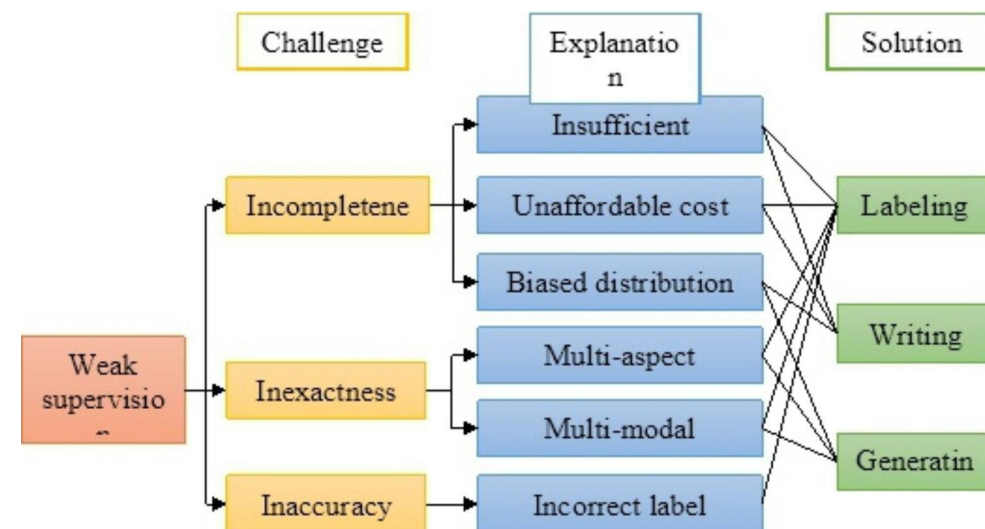 Challenge
Explanatio
n
Solution
Insufficient
Incompletene
Unaffordable cost
Labeling
Biased distribution
Writing
Weak
supervisio
Multi-aspect
Inexactness
Multi-modal
Generatin
Inaccuracy
Incorrect label